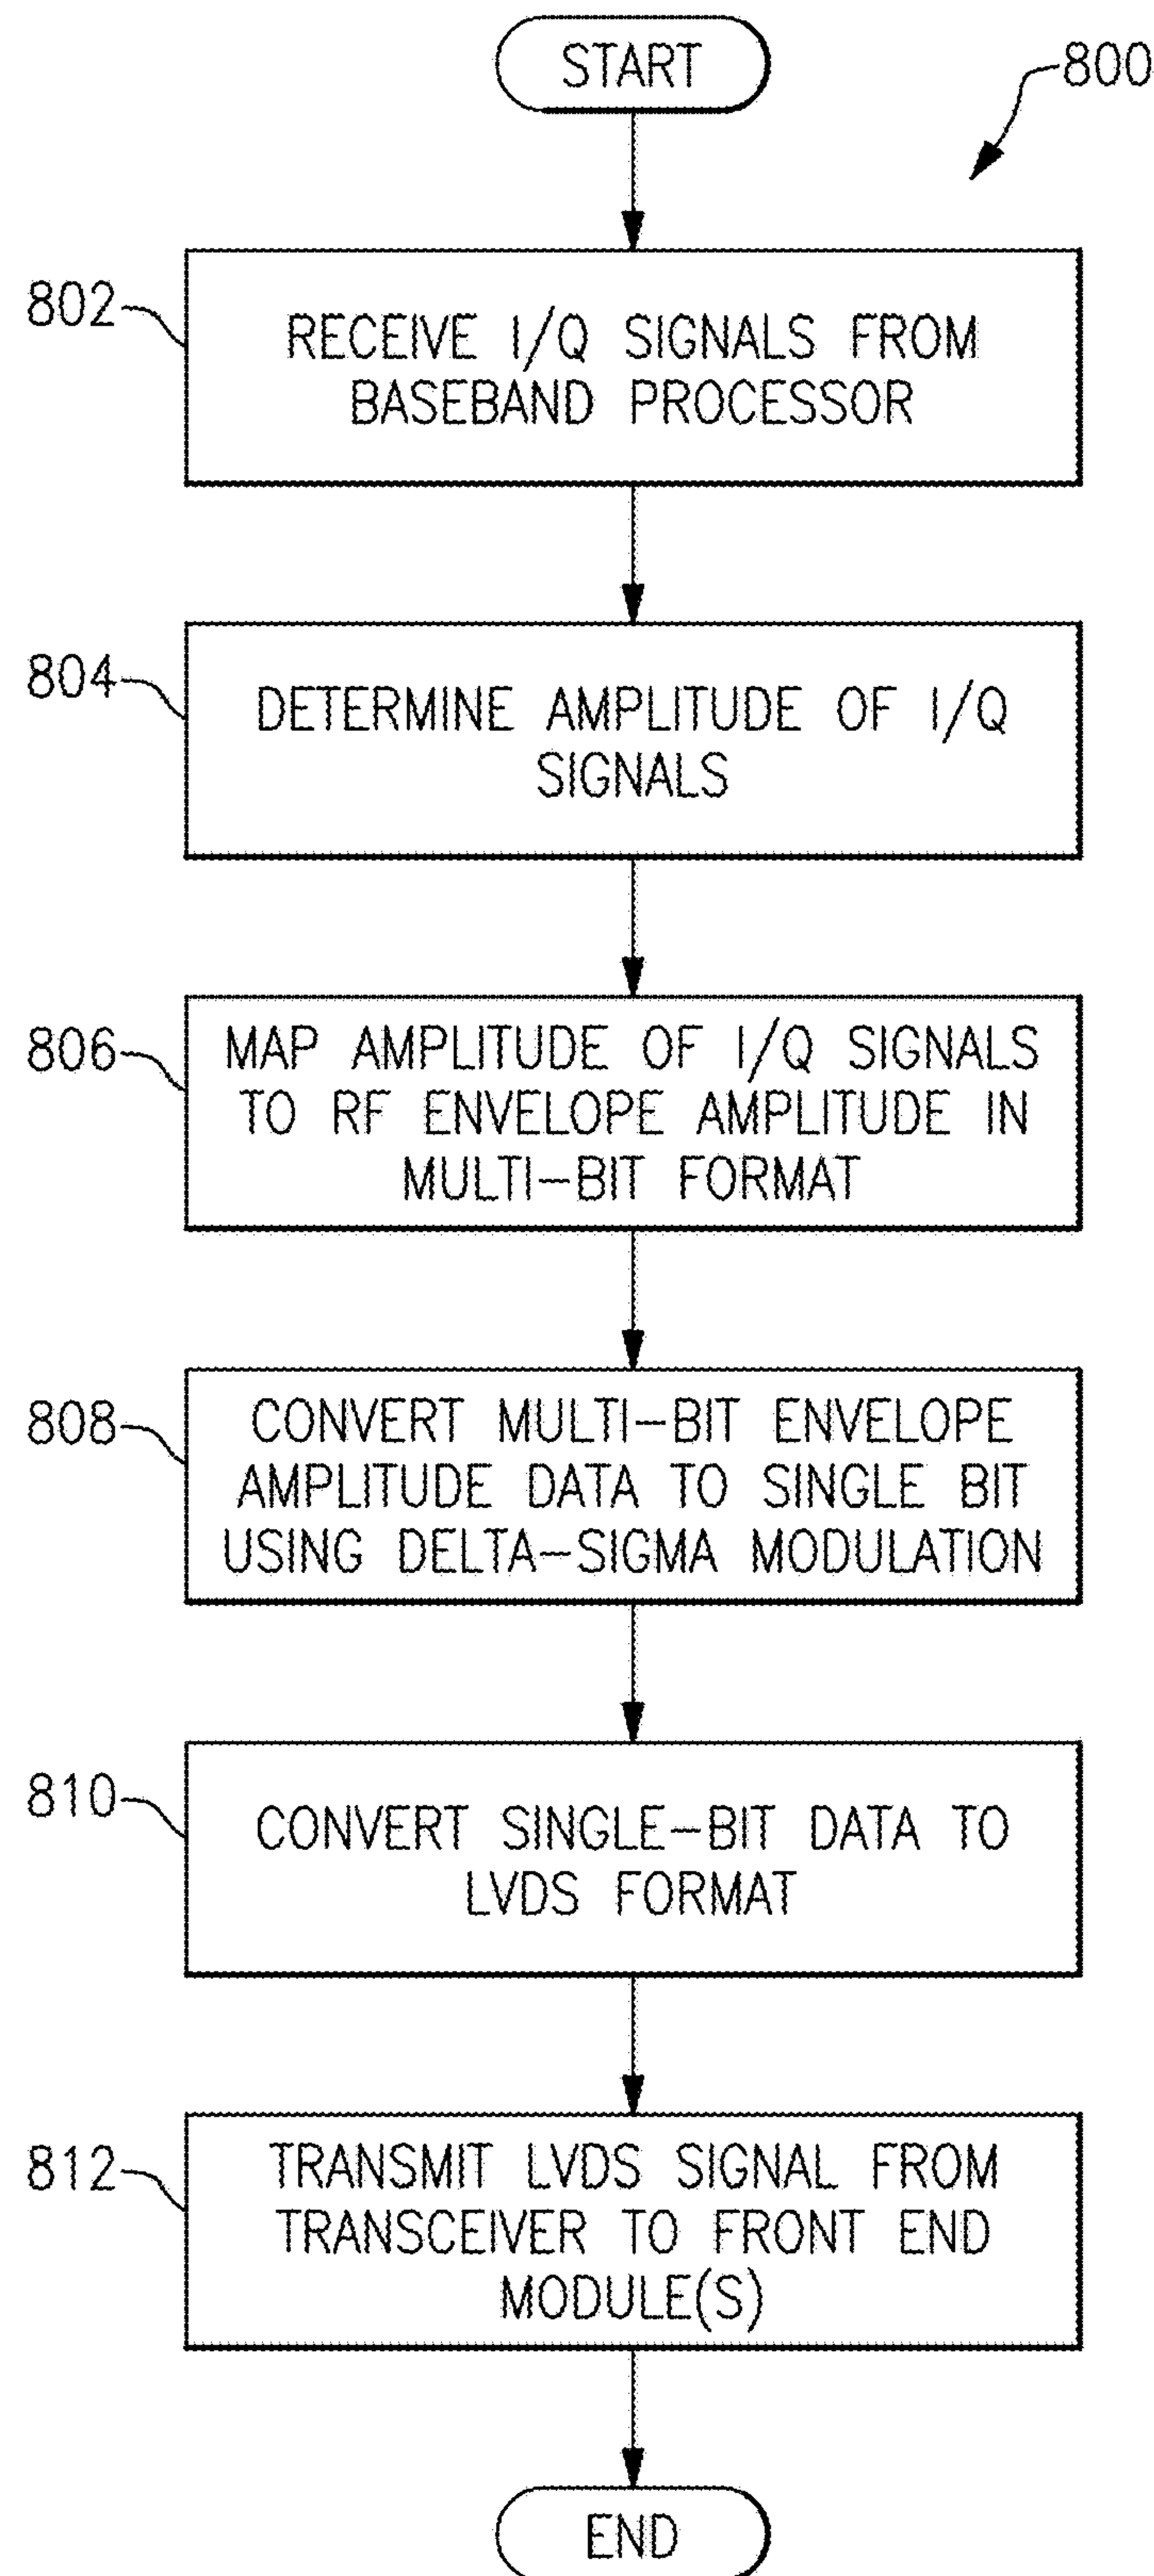 START
800
802
RECEIVE I/Q SIGNALS FROM
BASEBAND PROCESSOR
804
DETERMINE AMPLITUDE OF I/Q
SIGNALS
806
MAP AMPLITUDE OF I/Q SIGNALS
TO RF ENVELOPE AMPLITUDE IN
MULTI-BIT FORMAT
808
CONVERT MULTI-BIT ENVELOPE
AMPLITUDE DATA TO SINGLE BIT
USING DELTA-SIGMA MODULATION
810
CONVERT SINGLE-BIT DATA TO
LVDS FORMAT
812
TRANSMIT LVDS SIGNAL FROM
TRANSCEIVER TO FRONT END
MODULE(S)
END